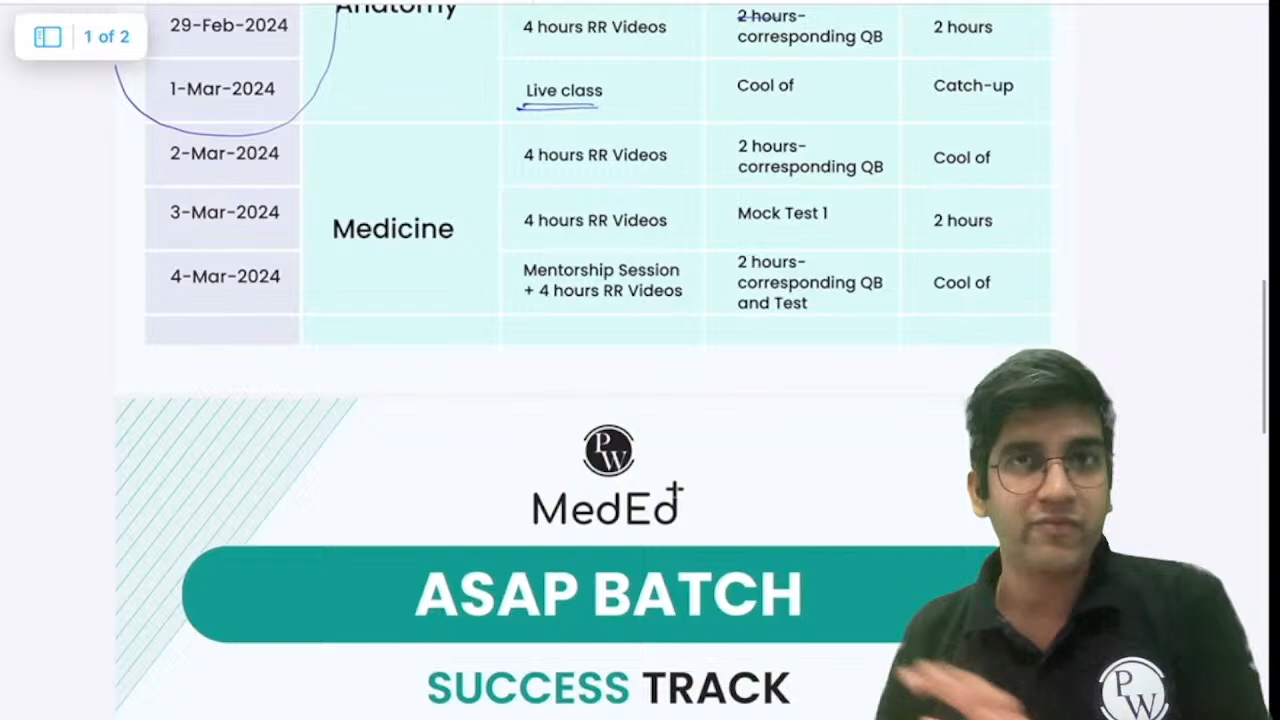 1 of 2
Anatomy
29-Feb-2024
4 hours RR Videos
2 hours-
corresponding QB
2 hours
1-Mar-2024
Live class
Cool of
Catch-up
2-Mar-2024
4 hours RR Videos
2 hours-
corresponding QB
Cool of
Medicine
3-Mar-2024
4 hours RR Videos
Mock Test 1
2 hours
4-Mar-2024
Mentorship Session
+ 4 hours RR Videos
2 hours-
corresponding QB
and Test
Cool of
PW
MedEd
ASAP BATCH
SUCCESS TRACK
PW